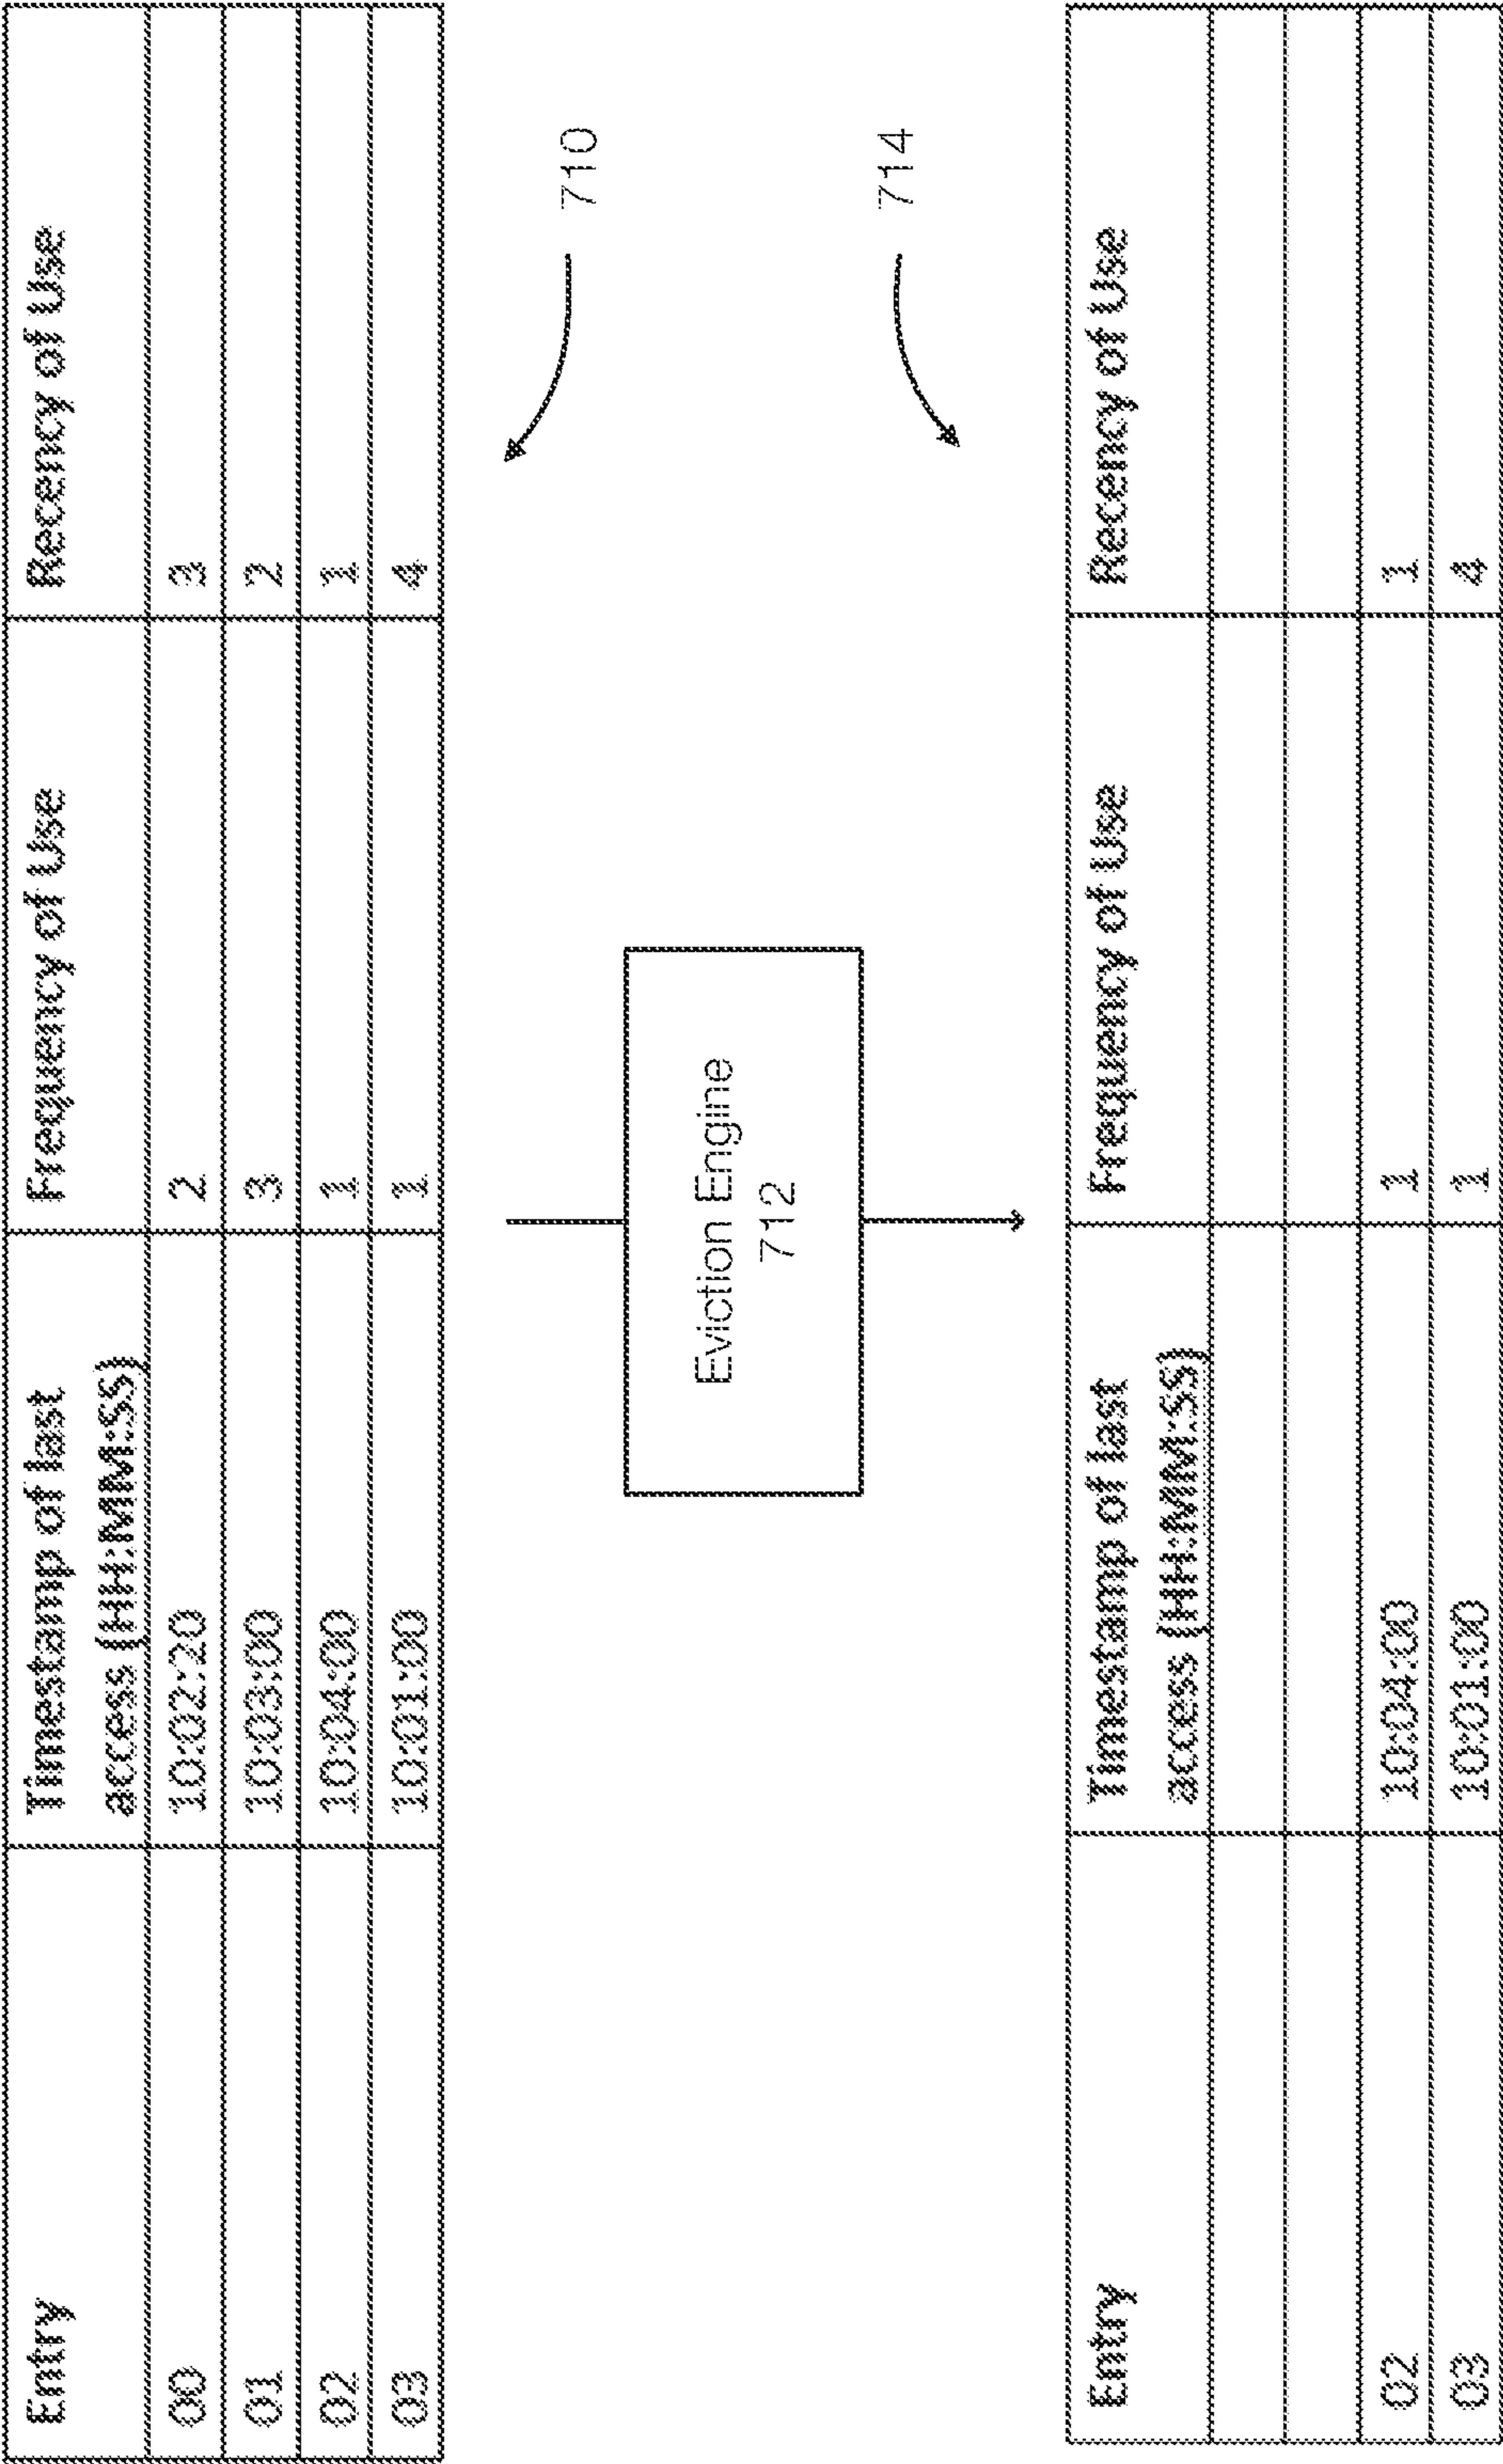 Entry Timestamp of last Frequency of Use Recency of Use
access (HH:MM:SS)
00 10:02:20 2 3
01 10:03:00 3 2
02 10:04:00 1 1
03 10:01:00 1 4
710
Eviction Engine
712
714
Entry Timestamp of last Frequency of Use Recency of Use
access (HH:MM:SS)
02 10:04:00 1 1
03 10:01:00 1 4